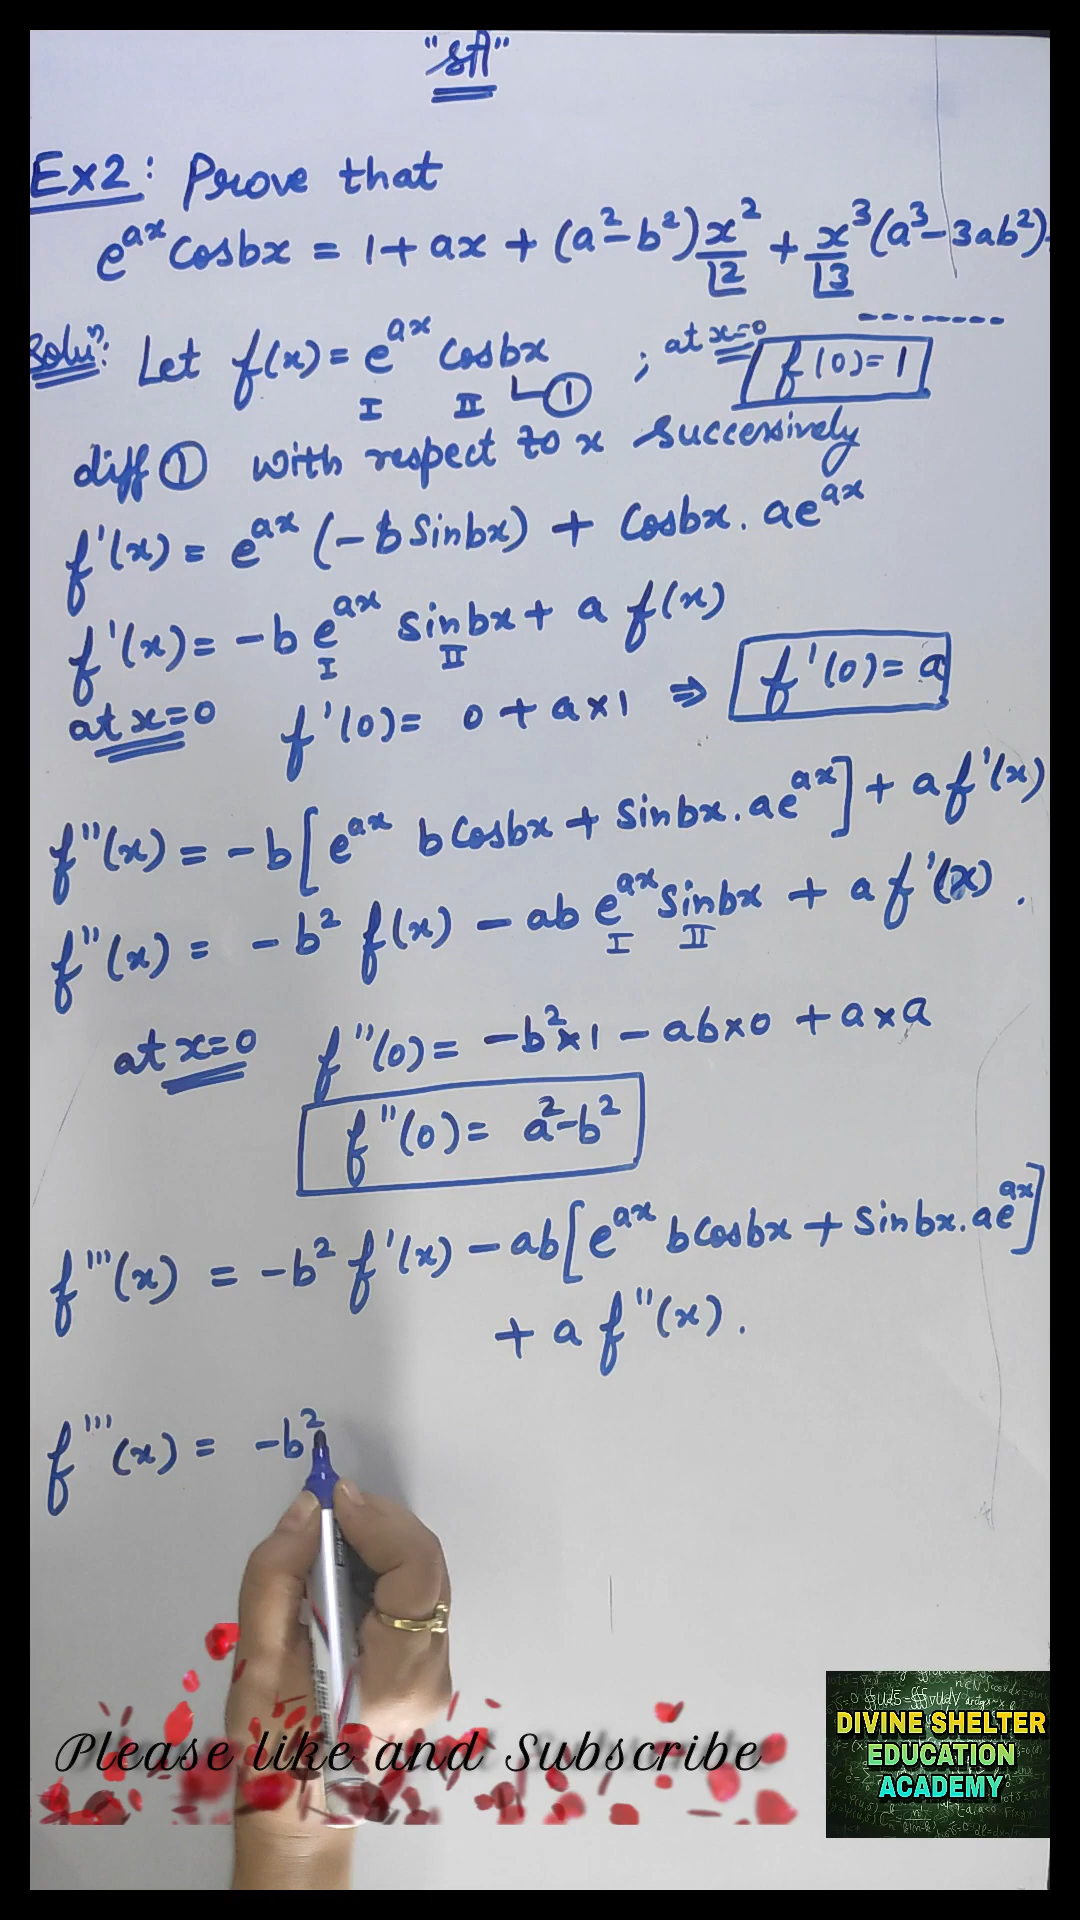 "श्री"
Ex2: Prove that
e^{ax} cosbx = 1 + ax + (a²-b²) x²/⌊2 + x³/⌊3 (a³-3ab²)
--------
Soluⁿ: Let f(x) = e^{ax} cosbx ; at x=0 f(0)=1
I II ①
diff ① with respect to x successively
f'(x) = e^{ax} (-b sinbx) + cosbx. ae^{ax}
f'(x) = -b e^{ax} sinbx + a f(x)
I II
at x=0 f'(0) = 0 + a×1 ⇒ f'(0) = a
f''(x) = -b[e^{ax} b cosbx + sinbx. ae^{ax}] + a f'(x)
f''(x) = -b² f(x) - ab e^{ax} sinbx + a f'(x).
I II
at x=0 f''(0) = -b²×1 - ab×0 + a×a
f''(0) = a²-b²
f'''(x) = -b² f'(x) - ab[e^{ax} b cosbx + sinbx. ae^{ax}]
+ a f''(x).
f'''(x) = -b²
Please like and Subscribe
DIVINE SHELTER
EDUCATION
ACADEMY